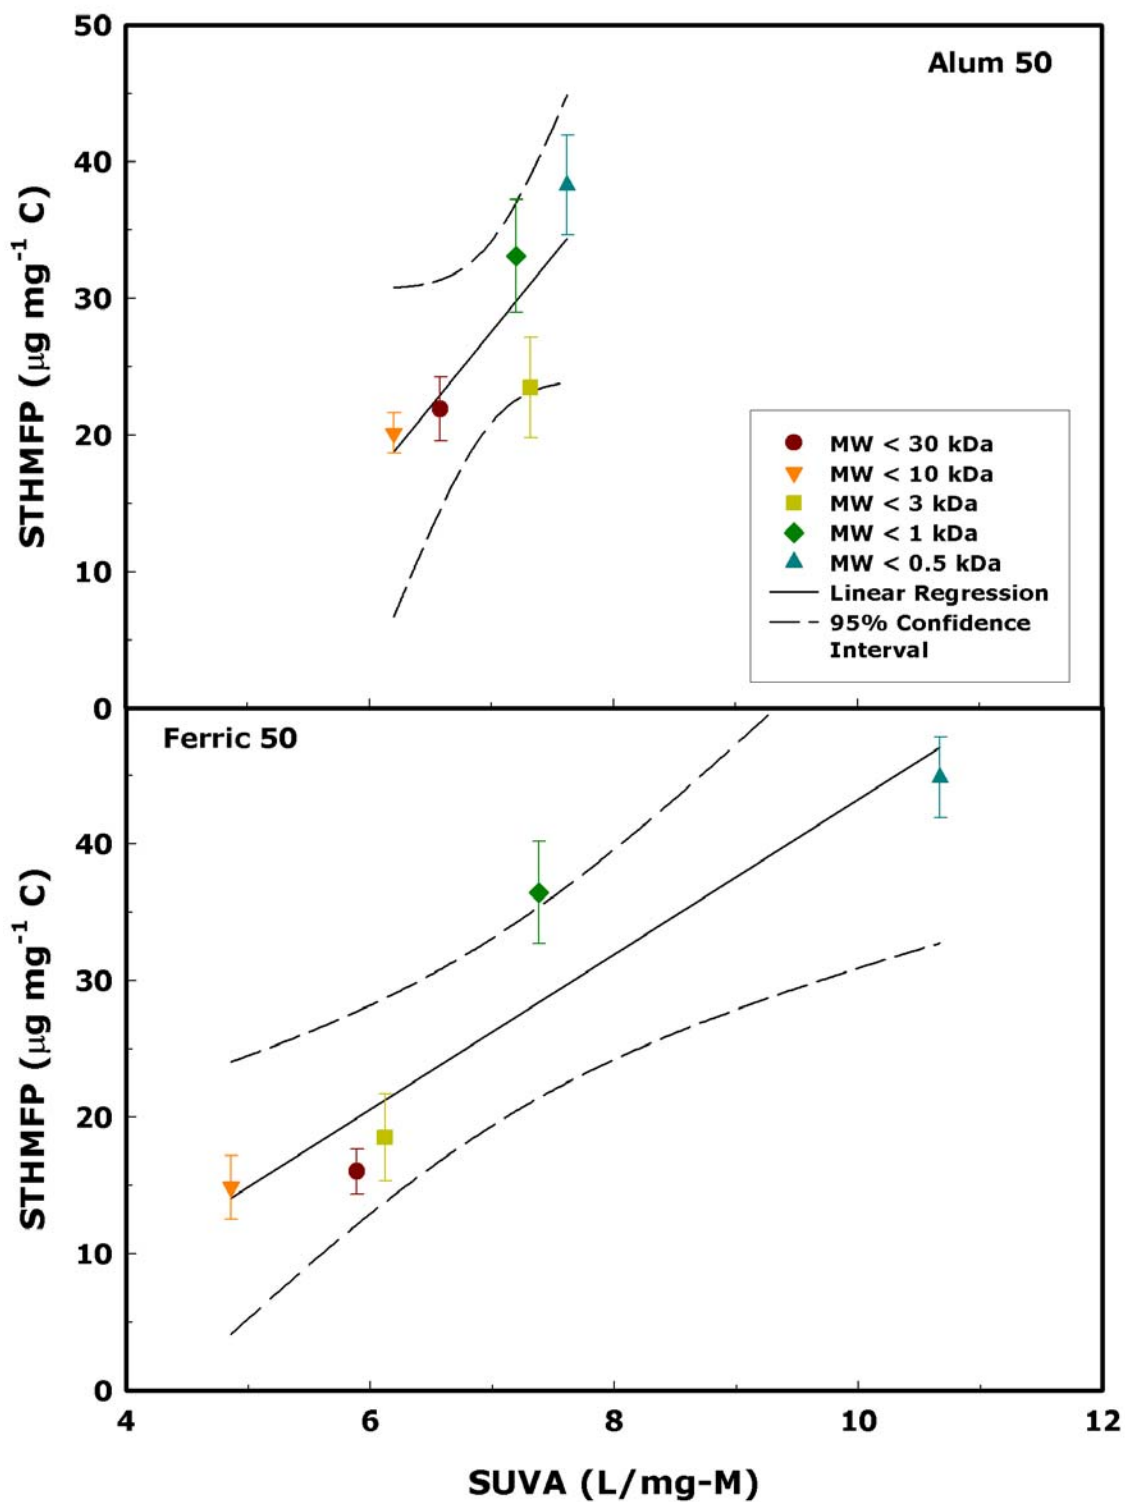 50
Alum 50
40
30
20
10
0
STHMFP (μg mg⁻¹ C)
MW < 30 kDa
MW < 10 kDa
MW < 3 kDa
MW < 1 kDa
MW < 0.5 kDa
Linear Regression
95% Confidence
Interval
Ferric 50
40
30
20
10
0
STHMFP (μg mg⁻¹ C)
4 6 8 10 12
SUVA (L/mg-M)